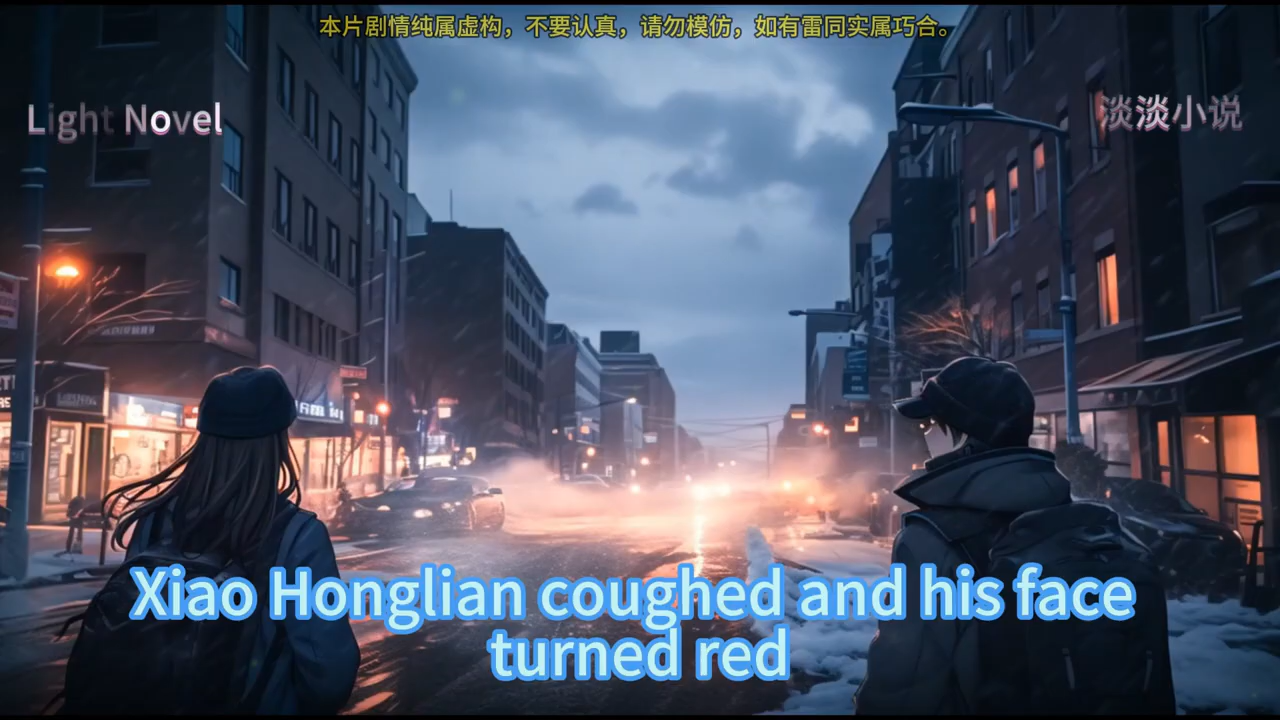 本片剧情纯属虚构，不要认真，请勿模仿，如有雷同实属巧合。
Light Novel
淡淡小说
Xiao Honglian coughed and his face
turned red